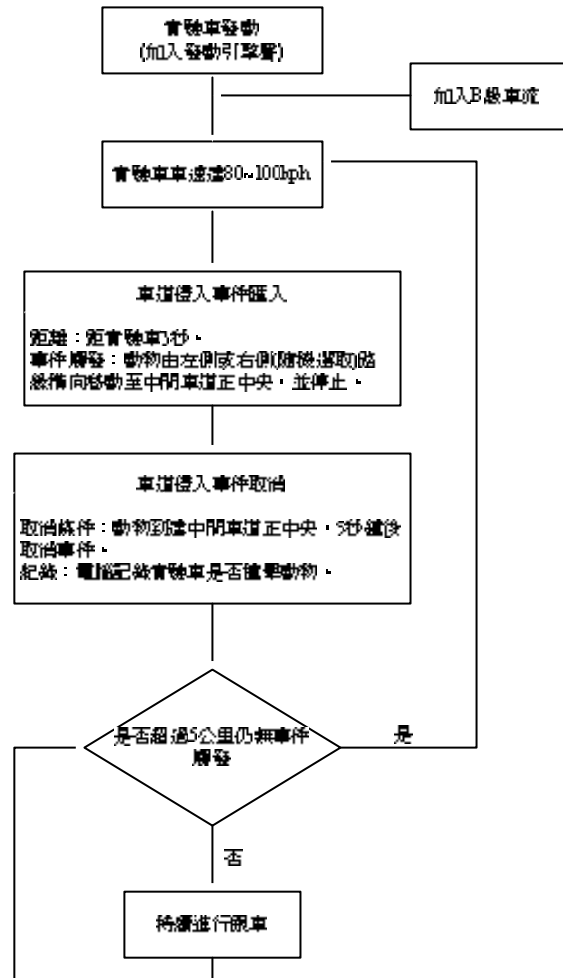 實驗車發動
(加入發動引擎聲)
加入B級車流
實驗車車速達80~100kph
車道侵入事件匯入
距離：距實驗車3秒。
事件觸發：動物由左側或右側(隨機選取)路
緣橫向移動至中間車道正中央，並停止。
車道侵入事件取消
取消條件：動物到達中間車道正中央，5秒鐘後
取消事件。
紀錄：電腦記錄實驗車是否撞擊動物。
是否超過5公里仍無事件
觸發
是
否
持續進行跟車